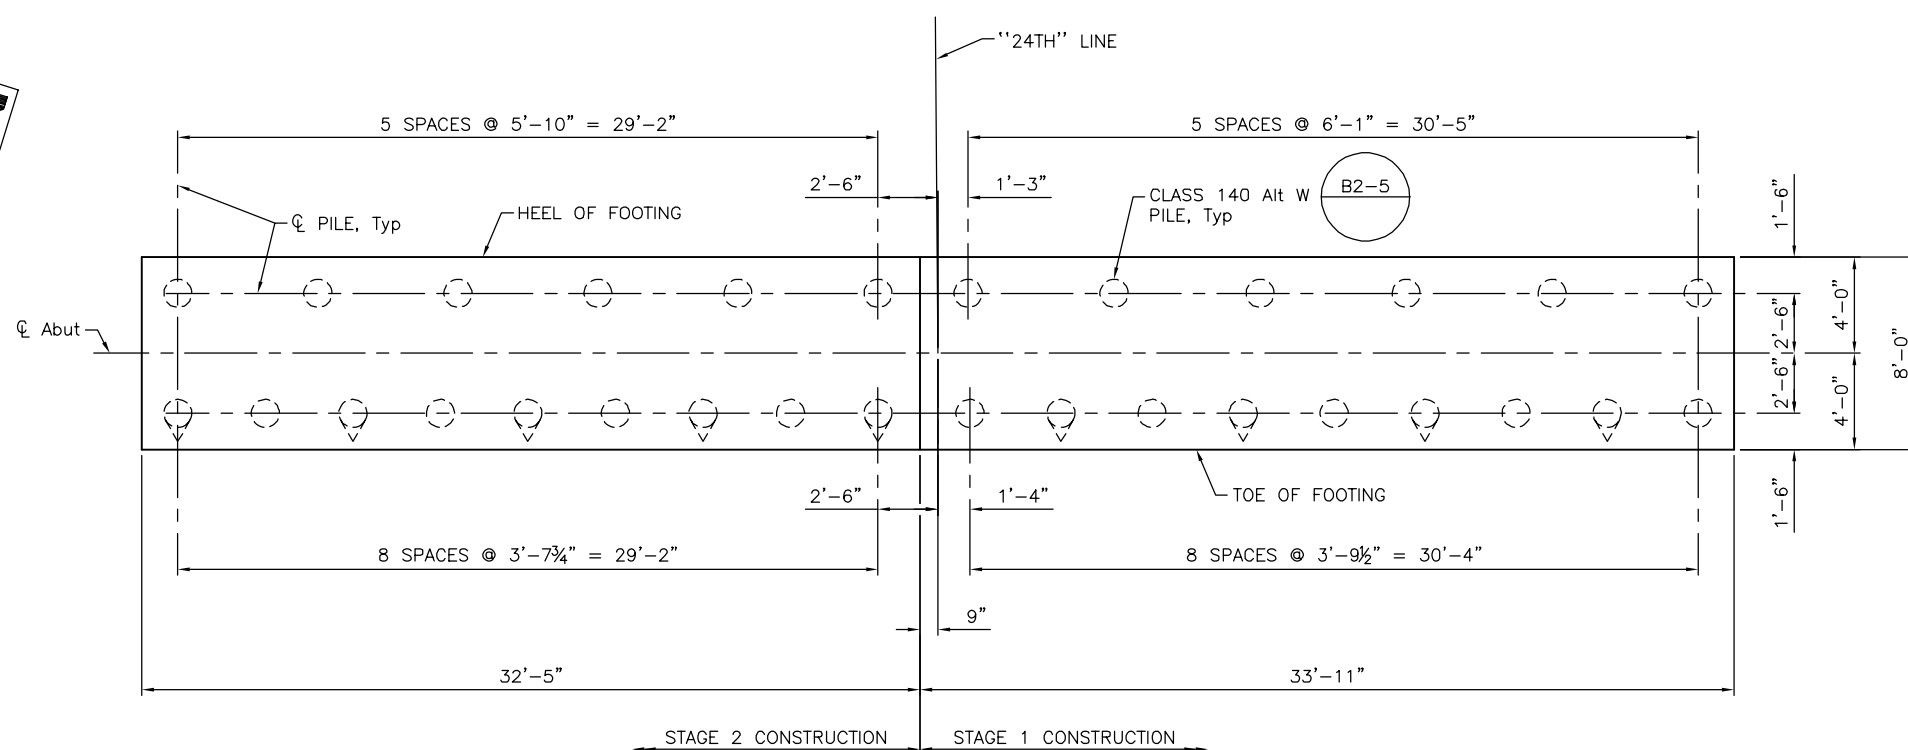 "24TH" LINE
5 SPACES @ 5'-10" = 29'-2"
5 SPACES @ 6'-1" = 30'-5"
2'-6"
1'-3"
CLASS 140 Alt W
PILE, Typ
B2-5
1'-6"
HEEL OF FOOTING
℄ PILE, Typ
℄ Abut
2'-6"
4'-0"
8'-0"
2'-6"
4'-0"
2'-6"
1'-4"
TOE OF FOOTING
1'-6"
8 SPACES @ 3'-7¾" = 29'-2"
8 SPACES @ 3'-9½" = 30'-4"
9"
32'-5"
33'-11"
STAGE 2 CONSTRUCTION
STAGE 1 CONSTRUCTION